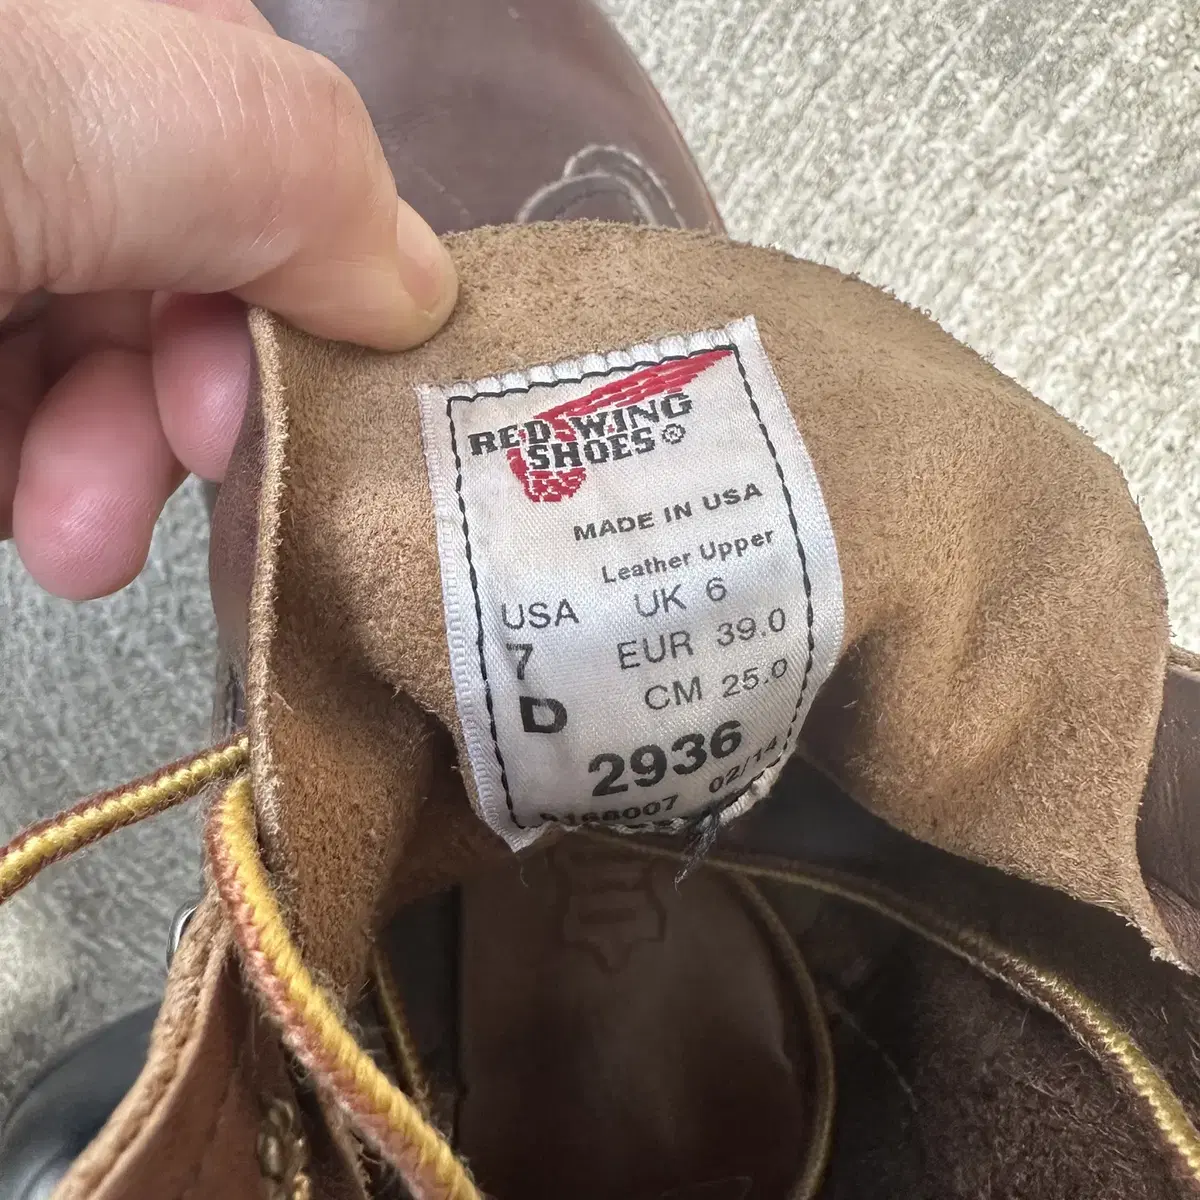 RED WING
SHOES®
MADE IN USA
Leather Upper
USA UK 6
7 EUR 39.0
D CM 25.0
2936
02/14